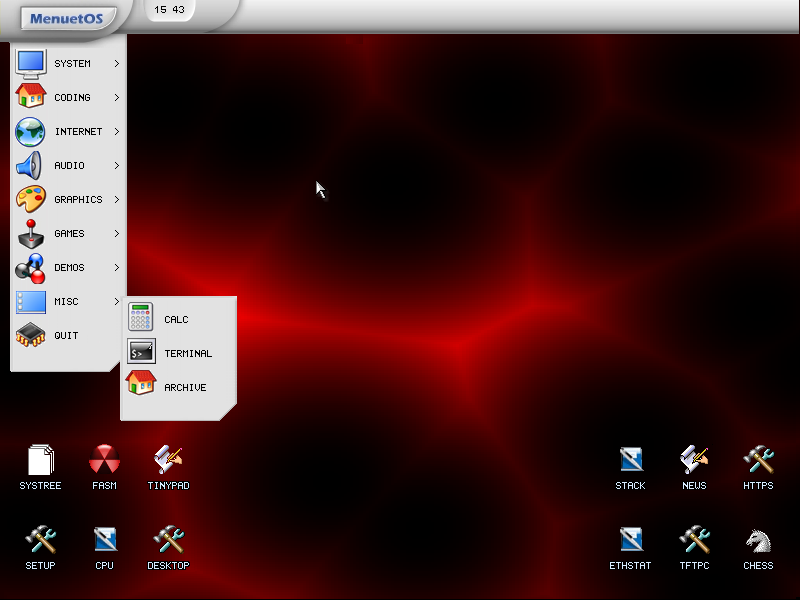 MenuetOS
15 43
SYSTEM
CODING
INTERNET
AUDIO
GRAPHICS
GAMES
DEMOS
MISC
QUIT
CALC
$>_
TERMINAL
ARCHIVE
SYSTREE
FASM
TINYPAD
STACK
NEWS
HTTPS
SETUP
CPU
DESKTOP
ETHSTAT
TFTPC
CHESS